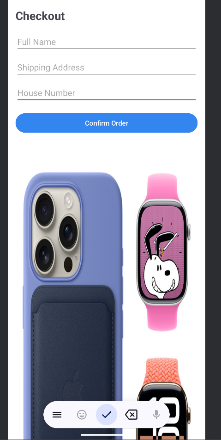 Checkout
Full Name
Shipping Address
House Number
Confirm Order